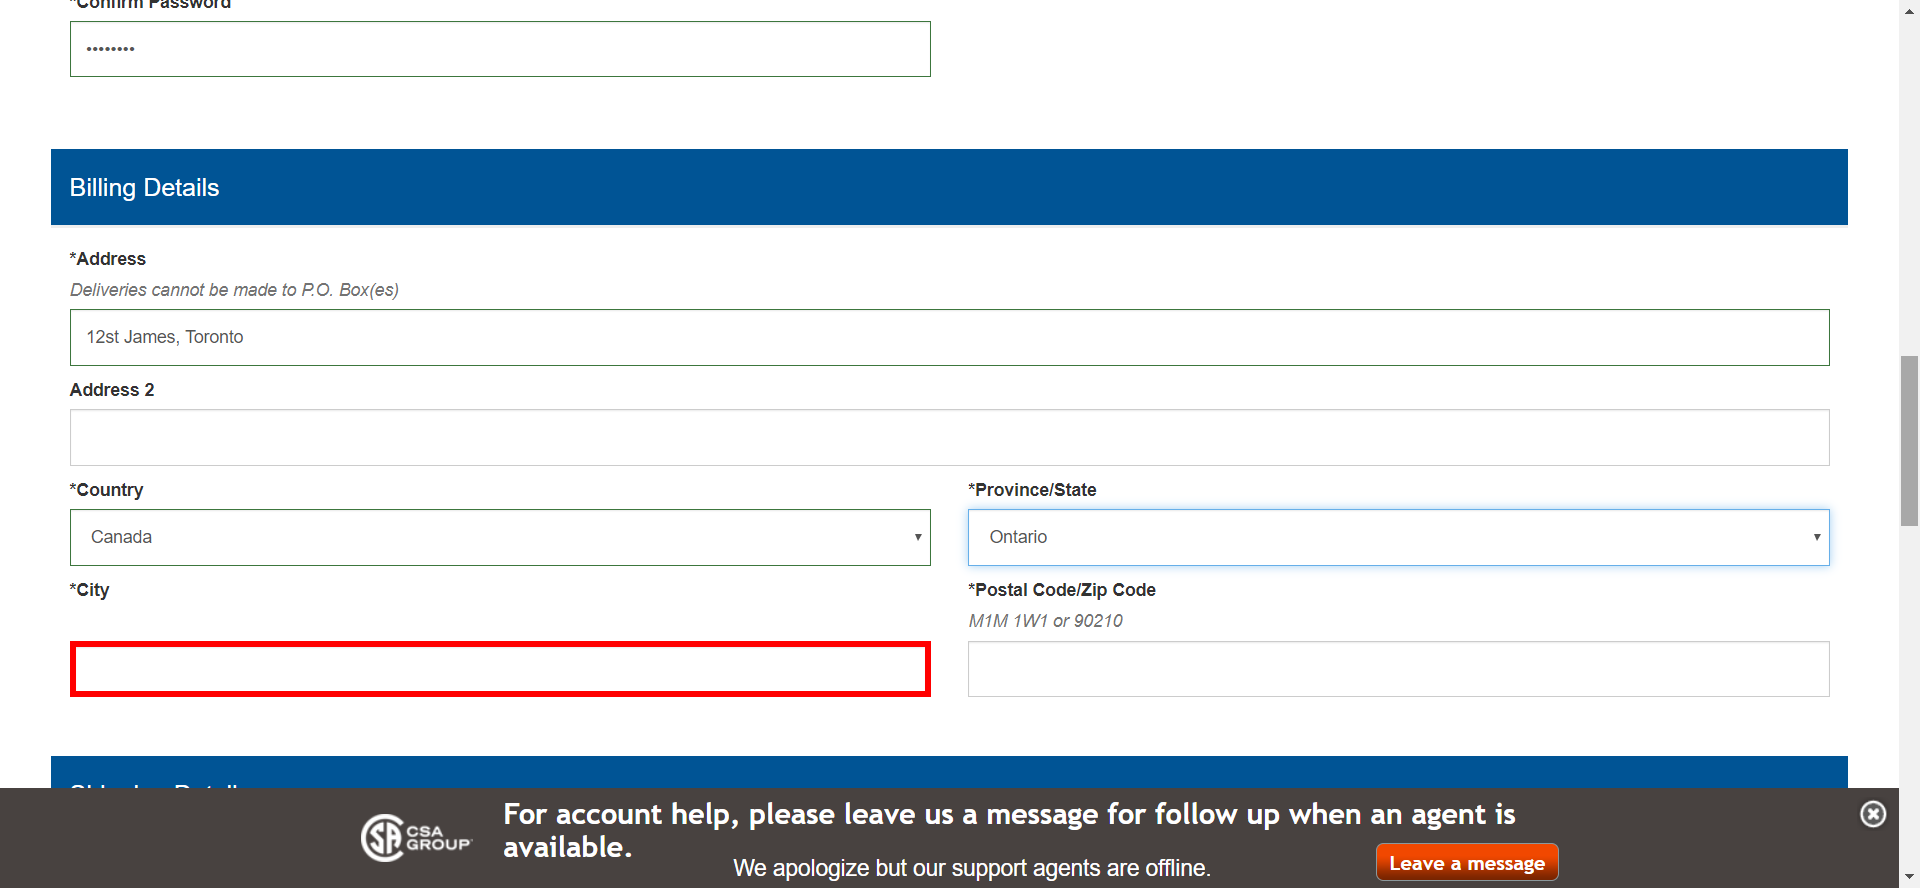 *Confirm Password
••••••••
Billing Details
*Address
Deliveries cannot be made to P.O. Box(es)
12st James, Toronto
Address 2
*Country
*Province/State
Canada
Ontario
*City
*Postal Code/Zip Code
M1M 1W1 or 90210
CSA GROUP
For account help, please leave us a message for follow up when an agent is
available.
We apologize but our support agents are offline.
Leave a message